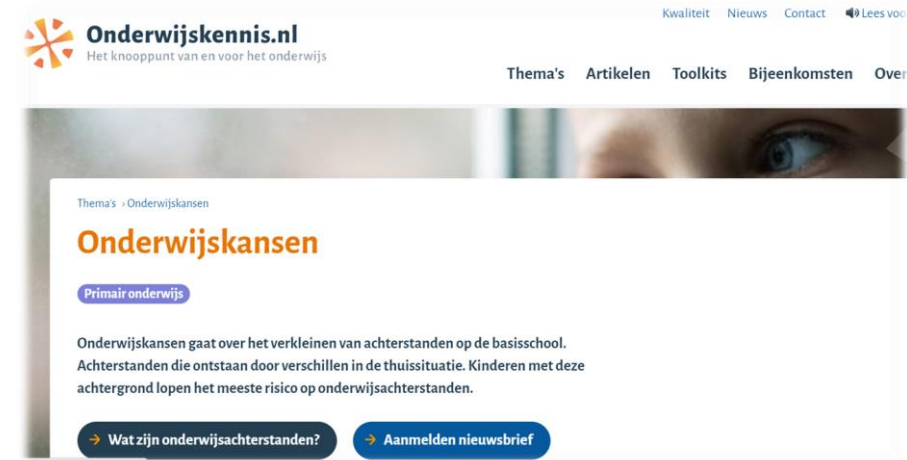 Kwaliteit Nieuws Contact Lees
Onderwijskennis.nl
Het knooppunt van en voor het onderwijs
Thema's Artikelen Toolkits Bijeenkomsten
Thema's › Onderwijskansen
Onderwijskansen
Primair onderwijs
Onderwijskansen gaat over het verkleinen van achterstanden op de basisschool.
Achterstanden die ontstaan door verschillen in de thuissituatie. Kinderen met deze
achtergrond lopen het meeste risico op onderwijsachterstanden.
→ Wat zijn onderwijsachterstanden? → Aanmelden nieuwsbrief